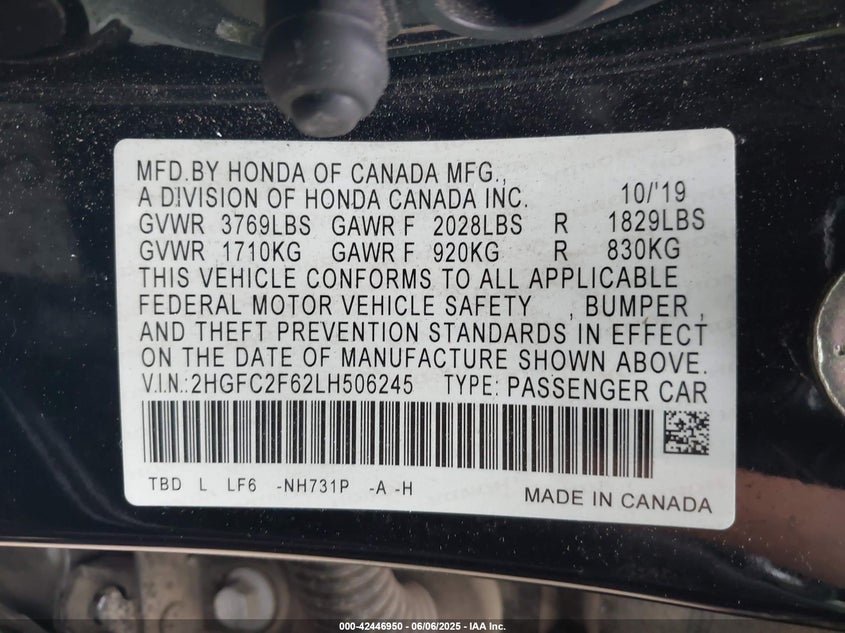 MFD.BY HONDA OF CANADA MFG.,
A DIVISION OF HONDA CANADA INC. 10/'19
GVWR 3769LBS GAWR F 2028LBS R 1829LBS
GVWR 1710KG GAWR F 920KG R 830KG
THIS VEHICLE CONFORMS TO ALL APPLICABLE
FEDERAL MOTOR VEHICLE SAFETY , BUMPER ,
AND THEFT PREVENTION STANDARDS IN EFFECT
ON THE DATE OF MANUFACTURE SHOWN ABOVE.
V.I.N.:2HGFC2F62LH506245 TYPE: PASSENGER CAR
TBD L LF6 -NH731P -A -H
MADE IN CANADA
000-42446950 - 06/06/2025 - IAA Inc.